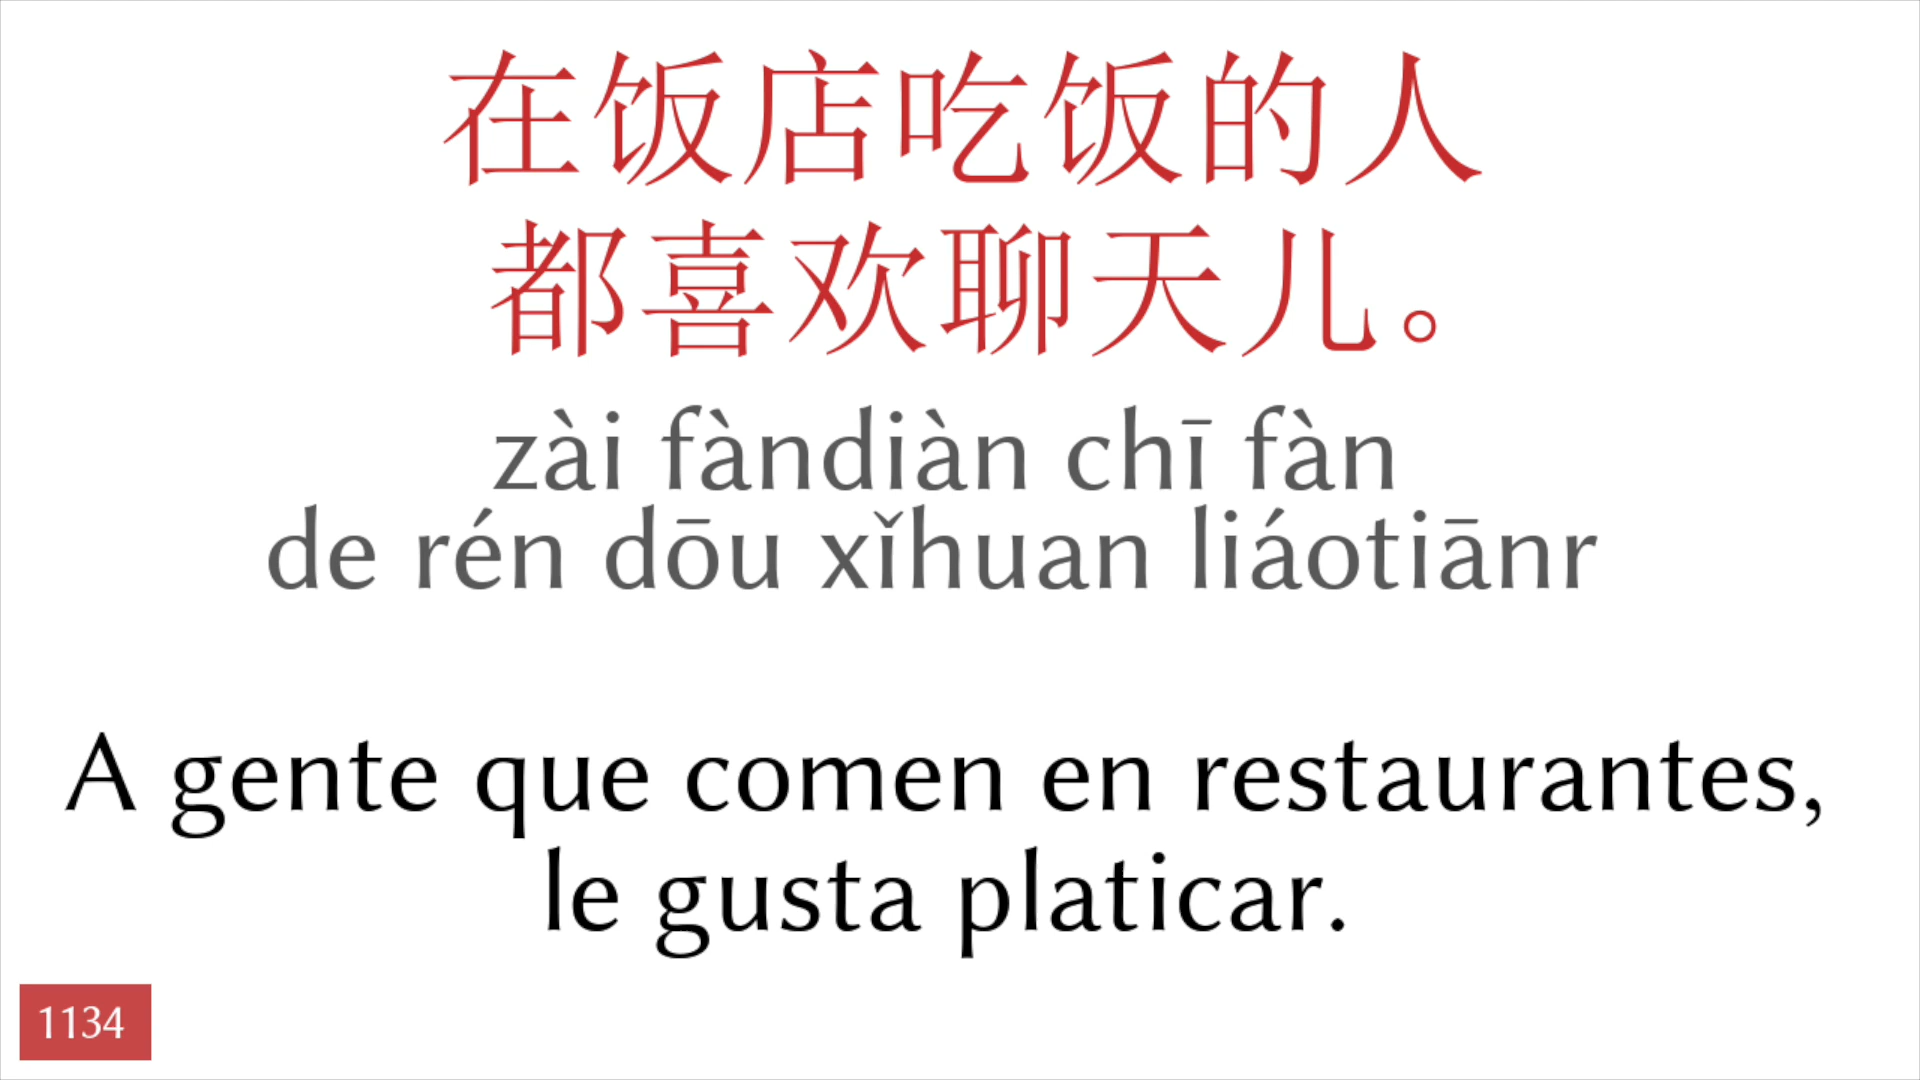 在饭店吃饭的人
都喜欢聊天儿。
zài fàndiàn chī fàn
de rén dōu xǐhuan liáotiānr
A gente que comen en restaurantes,
le gusta platicar.
1134